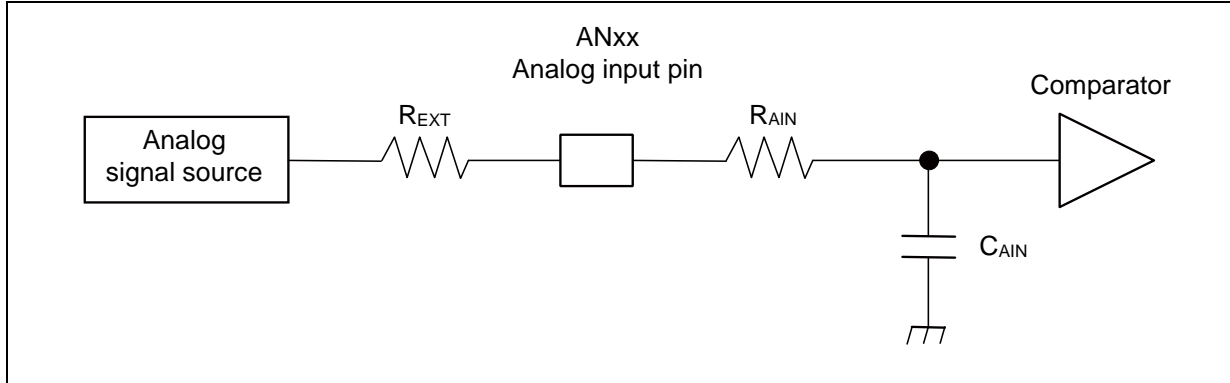 ANxx
Analog input pin
Comparator
Analog
signal source
REXT
RAIN
CAIN